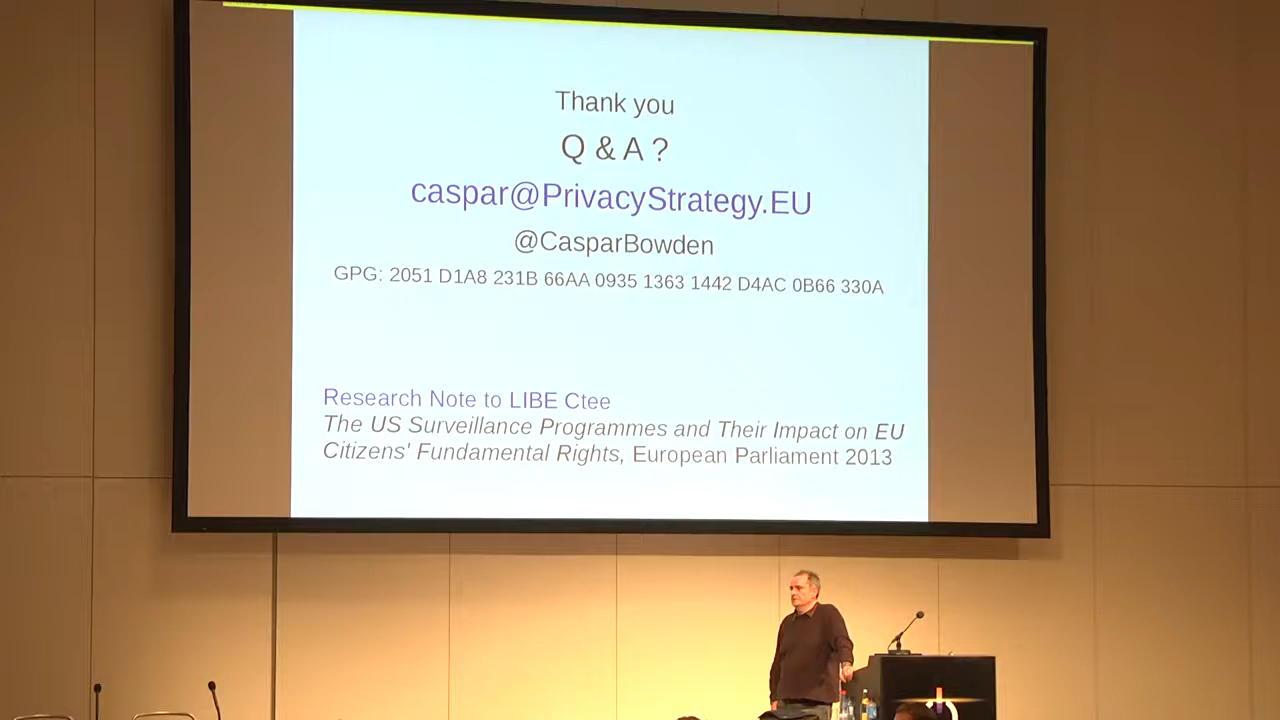 Thank you
Q & A ?
caspar@PrivacyStrategy.EU
@CasparBowden
GPG: 2051 D1A8 231B 66AA 0935 1363 1442 D4AC 0B66 330A
Research Note to LIBE Ctee
The US Surveillance Programmes and Their Impact on EU
Citizens' Fundamental Rights, European Parliament 2013